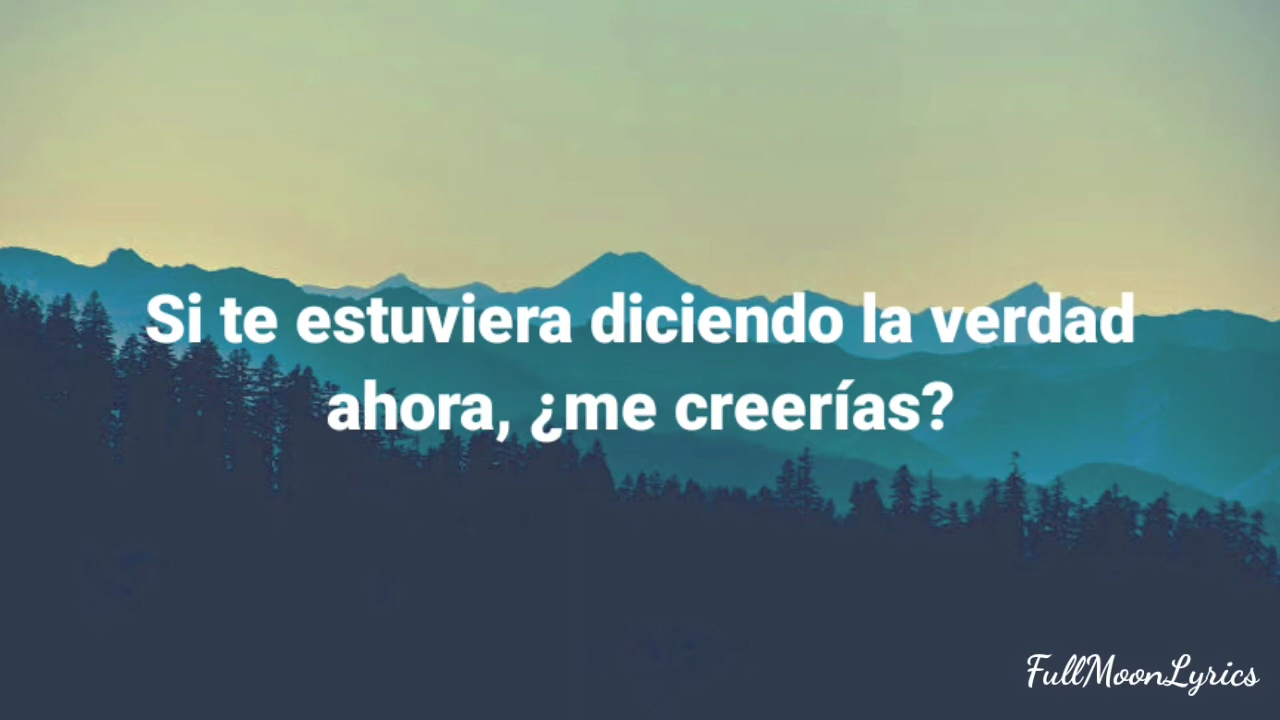 Si te estuviera diciendo la verdad
ahora, ¿me creerías?
FullMoonLyrics